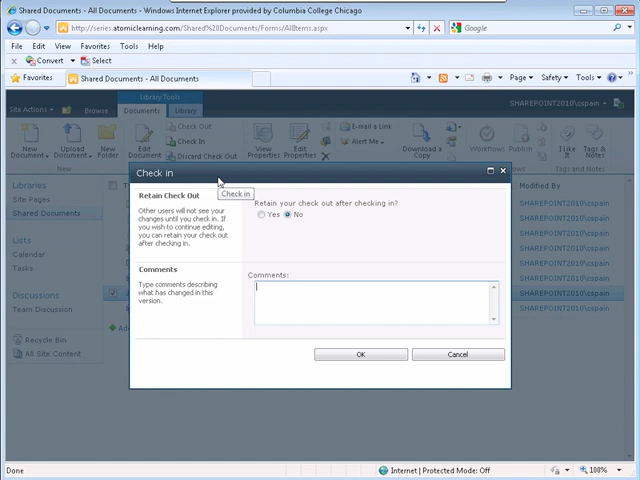 Shared Documents - All Documents - Windows Internet Explorer provided by Columbia College Chicago
http://sharepoint.atomiclearning.com/Shared%20Documents/Forms/AllItems.aspx
Google
File Edit View Favorites Tools Help
Convert Select
Favorites Shared Documents - All Documents
Page Safety Tools
Library Tools
Site Actions Browse Documents Library SHAREPOINT2010\cspain
New Document Upload Document New Folder Edit Document
Check Out
Check In
Discard Check Out
View Properties Edit Properties
E-mail a Link
Alert Me
Download a Copy
Workflows Publish
I Like It Tags & Notes
Tags and Notes
Check in
Check in
Retain Check Out
Other users will not see your
changes until you check in. If
you wish to continue editing,
you can retain your check out
after checking in.
Retain your check out after checking in?
Yes No
Comments
Type comments describing
what has changed in this
version.
Comments:
OK Cancel
Libraries
Site Pages
Shared Documents
Lists
Calendar
Tasks
Discussions
Team Discussion
Recycle Bin
All Site Content
Modified By
SHAREPOINT2010\cspain
SHAREPOINT2010\cspain
SHAREPOINT2010\cspain
SHAREPOINT2010\cspain
SHAREPOINT2010\cspain
SHAREPOINT2010\cspain
SHAREPOINT2010\cspain
Done Internet | Protected Mode: Off 100%